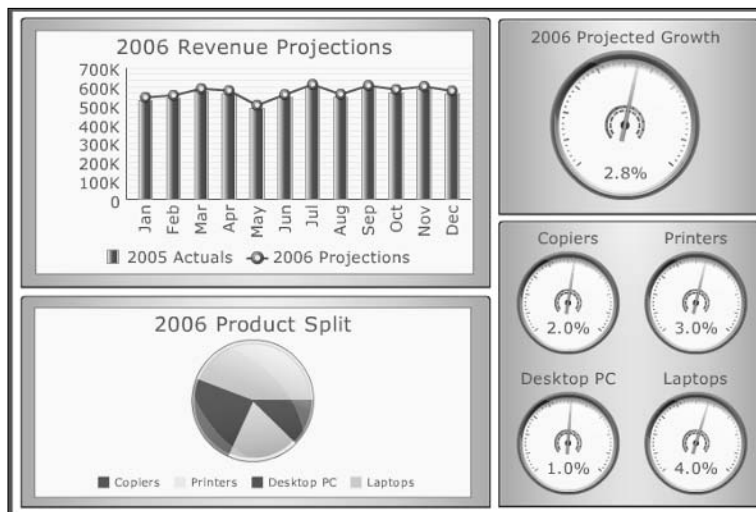 2006 Revenue Projections
700K
600K
500K
400K
300K
200K
100K
0
Jan Feb Mar Apr May Jun Jul Aug Sep Oct Nov Dec
2005 Actuals 2006 Projections
2006 Projected Growth
2.8%
2006 Product Split
Copiers Printers Desktop PC Laptops
Copiers Printers
2.0% 3.0%
Desktop PC Laptops
1.0% 4.0%